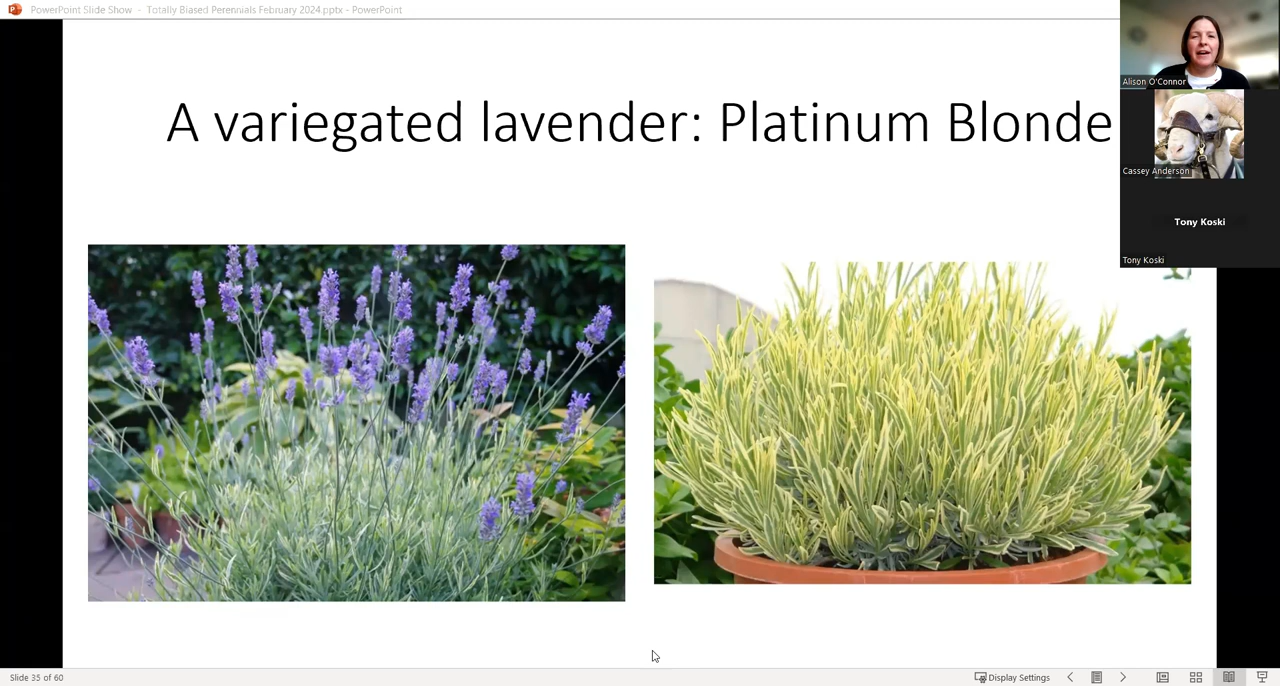 PowerPoint Slide Show - Totally Biased Perennials February 2024.pptx - PowerPoint
A variegated lavender: Platinum Blonde
Alison O'Connor
Cassey Anderson
Tony Koski
Tony Koski
Slide 35 of 60
Display Settings